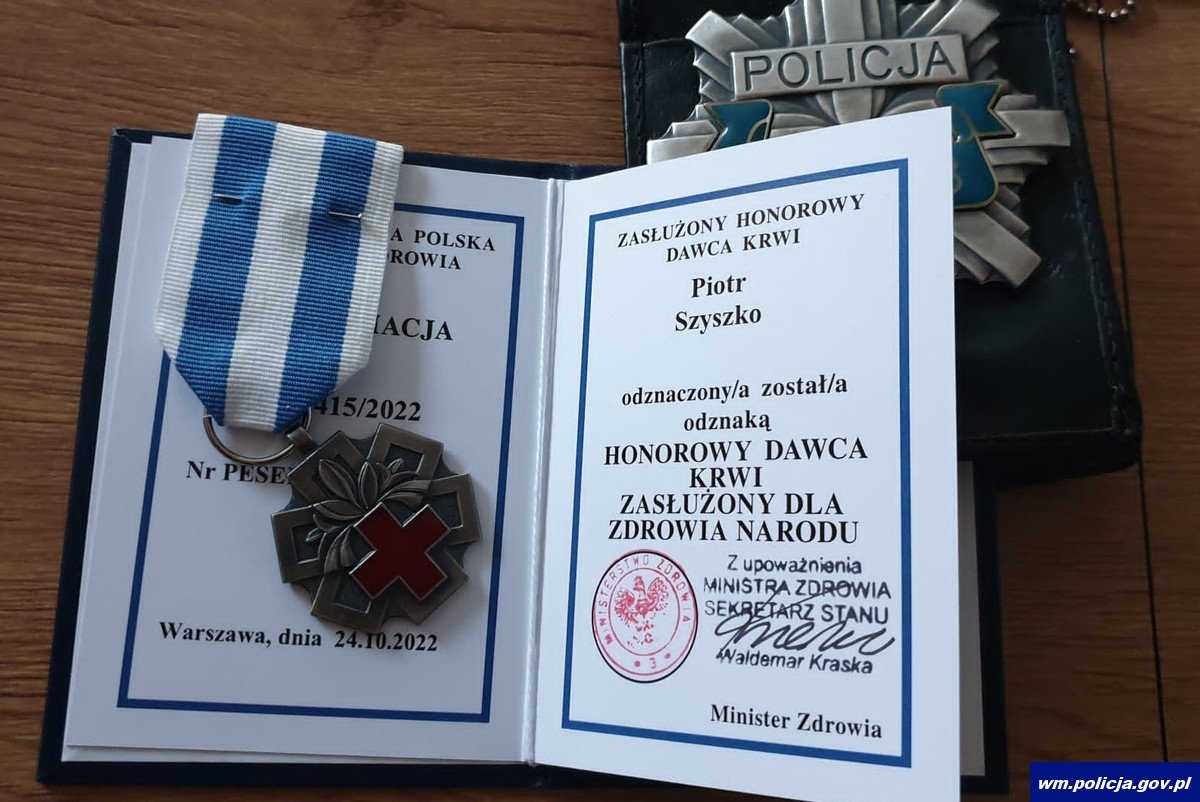 POLICJA
A POLSKA
DROWIA
ACJA
415/2022
Nr PESE
Warszawa, dnia 24.10.2022
ZASŁUŻONY HONOROWY
DAWCA KRWI
Piotr
Szyszko
odznaczony/a został/a
odznaką
HONOROWY DAWCA
KRWI
ZASŁUŻONY DLA
ZDROWIA NARODU
MINISTERSTWO ZDROWIA
3
Z upoważnienia
MINISTRA ZDROWIA
SEKRETARZ STANU
Waldemar Kraska
Minister Zdrowia
wm.policja.gov.pl